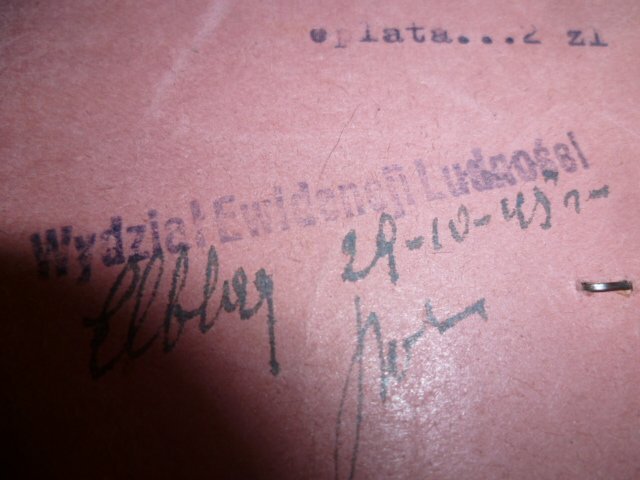 opłata...2 zł
Wydział Ewidencji Ludności
Elbląg 29-10-45 r.